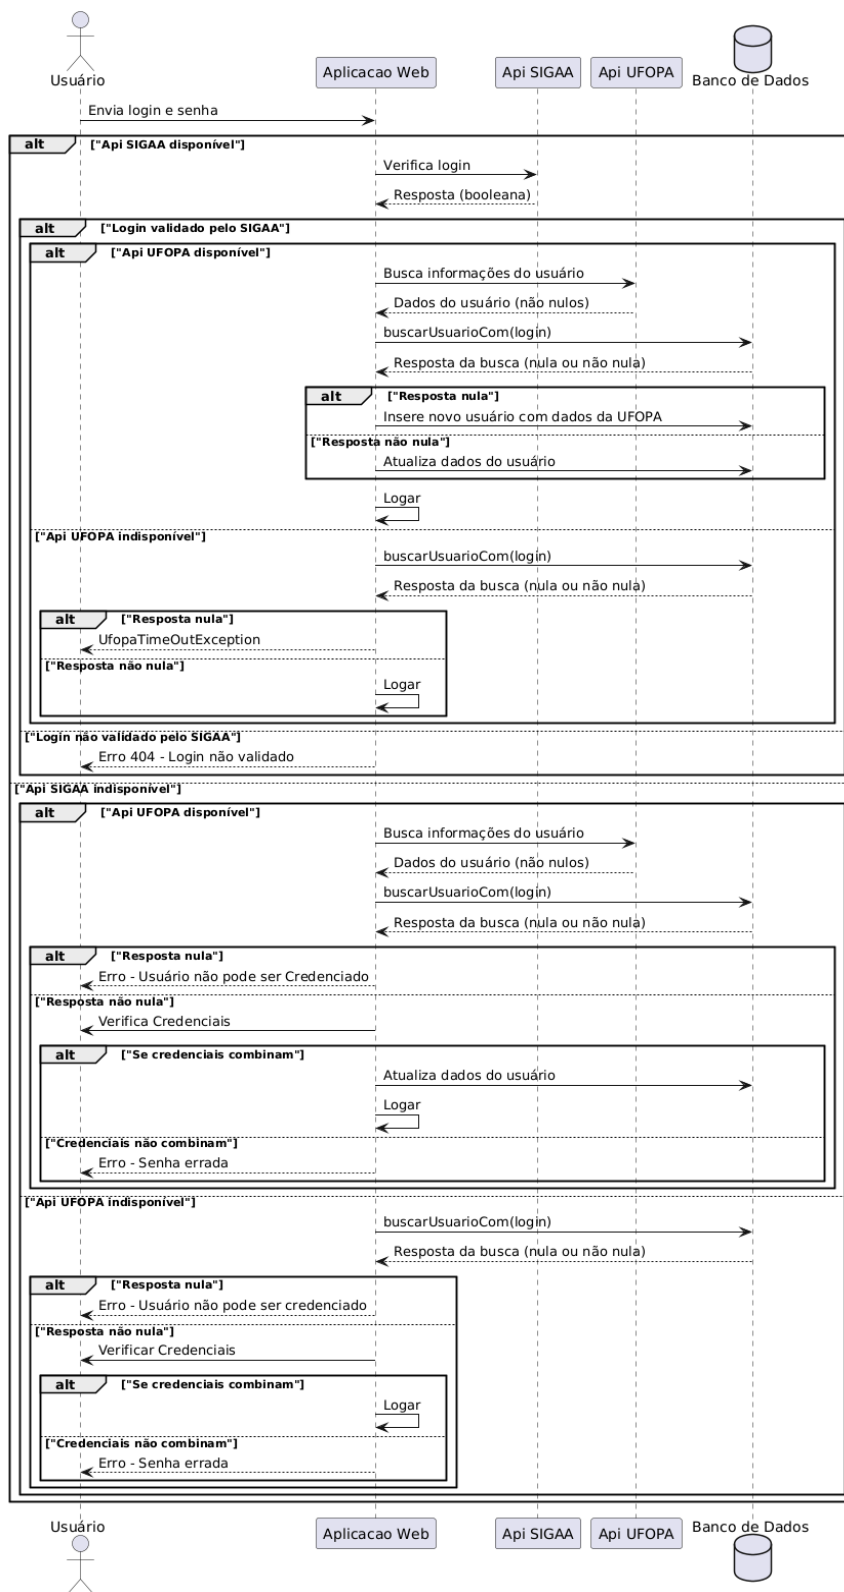 Usuário
Aplicacao Web
Api SIGAA
Api UFOPA
Banco de Dados
Envia login e senha
alt ["Api SIGAA disponível"]
Verifica login
Resposta (booleana)
alt ["Login validado pelo SIGAA"]
alt ["Api UFOPA disponível"]
Busca informações do usuário
Dados do usuário (não nulos)
buscarUsuarioCom(login)
Resposta da busca (nula ou não nula)
alt ["Resposta nula"]
Insere novo usuário com dados da UFOPA
["Resposta não nula"]
Atualiza dados do usuário
Logar
["Api UFOPA indisponível"]
buscarUsuarioCom(login)
Resposta da busca (nula ou não nula)
alt ["Resposta nula"]
UfopaTimeOutException
["Resposta não nula"]
Logar
["Login não validado pelo SIGAA"]
Erro 404 - Login não validado
["Api SIGAA indisponível"]
alt ["Api UFOPA disponível"]
Busca informações do usuário
Dados do usuário (não nulos)
buscarUsuarioCom(login)
Resposta da busca (nula ou não nula)
alt ["Resposta nula"]
Erro - Usuário não pode ser Credenciado
["Resposta não nula"]
Verifica Credenciais
alt ["Se credenciais combinam"]
Atualiza dados do usuário
Logar
["Credenciais não combinam"]
Erro - Senha errada
["Api UFOPA indisponível"]
buscarUsuarioCom(login)
Resposta da busca (nula ou não nula)
alt ["Resposta nula"]
Erro - Usuário não pode ser credenciado
["Resposta não nula"]
Verificar Credenciais
alt ["Se credenciais combinam"]
Logar
["Credenciais não combinam"]
Erro - Senha errada
Usuário
Aplicacao Web
Api SIGAA
Api UFOPA
Banco de Dados